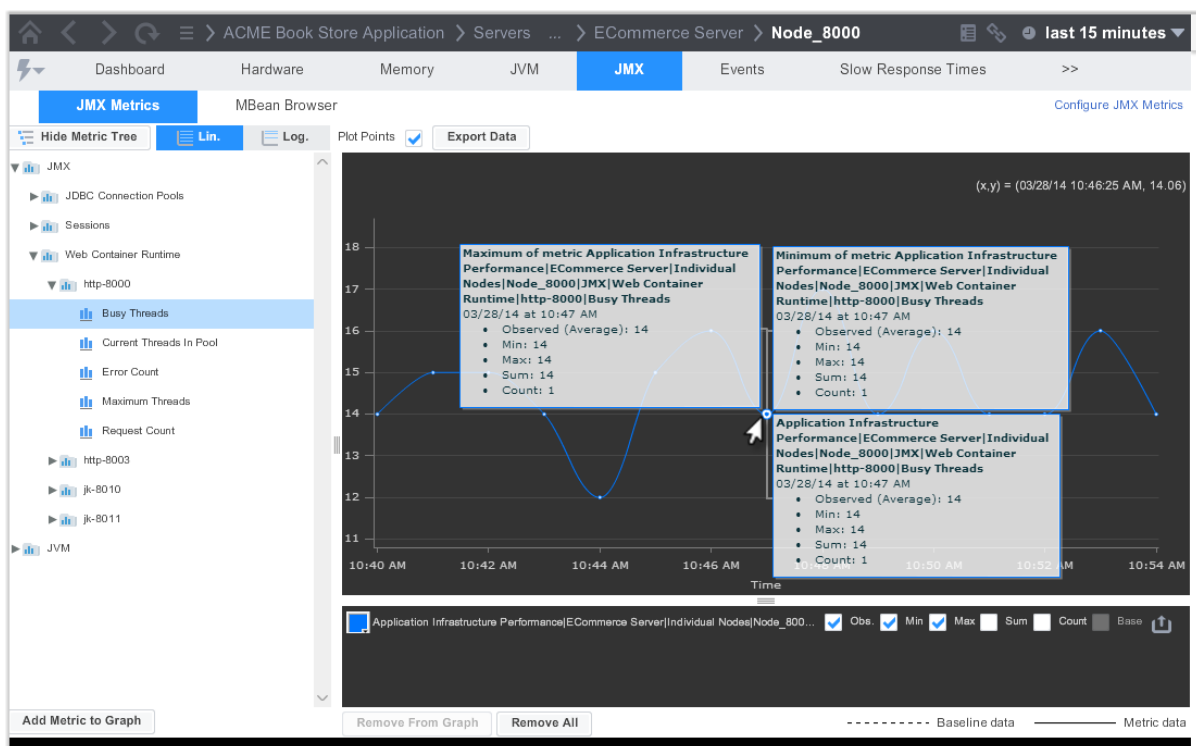 ACME Book Store Application
Servers
...
ECommerce Server
Node_8000
last 15 minutes
Dashboard
Hardware
Memory
JVM
JMX
Events
Slow Response Times
>>
JMX Metrics
MBean Browser
Configure JMX Metrics
Hide Metric Tree
Lin.
Log.
Plot Points
Export Data
JMX
JDBC Connection Pools
Sessions
Web Container Runtime
http-8000
Busy Threads
Current Threads In Pool
Error Count
Maximum Threads
Request Count
http-8003
jk-8010
jk-8011
JVM
Add Metric to Graph
(x,y) = (03/28/14 10:46:25 AM, 14.06)
18
17
16
15
14
13
12
11
Maximum of metric Application Infrastructure
Performance|ECommerce Server|Individual
Nodes|Node_8000|JMX|Web Container
Runtime|http-8000|Busy Threads
03/28/14 at 10:47 AM
• Observed (Average): 14
• Min: 14
• Max: 14
• Sum: 14
• Count: 1
Minimum of metric Application Infrastructure
Performance|ECommerce Server|Individual
Nodes|Node_8000|JMX|Web Container
Runtime|http-8000|Busy Threads
03/28/14 at 10:47 AM
• Observed (Average): 14
• Min: 14
• Max: 14
• Sum: 14
• Count: 1
Application Infrastructure
Performance|ECommerce Server|Individual
Nodes|Node_8000|JMX|Web Container
Runtime|http-8000|Busy Threads
03/28/14 at 10:47 AM
• Observed (Average): 14
• Min: 14
• Max: 14
• Sum: 14
• Count: 1
10:40 AM
10:42 AM
10:44 AM
10:46 AM
10:48 AM
10:50 AM
10:52 AM
10:54 AM
Time
Application Infrastructure Performance|ECommerce Server|Individual Nodes|Node_800...
Obs.
Min
Max
Sum
Count
Base
Remove From Graph
Remove All
Baseline data
Metric data